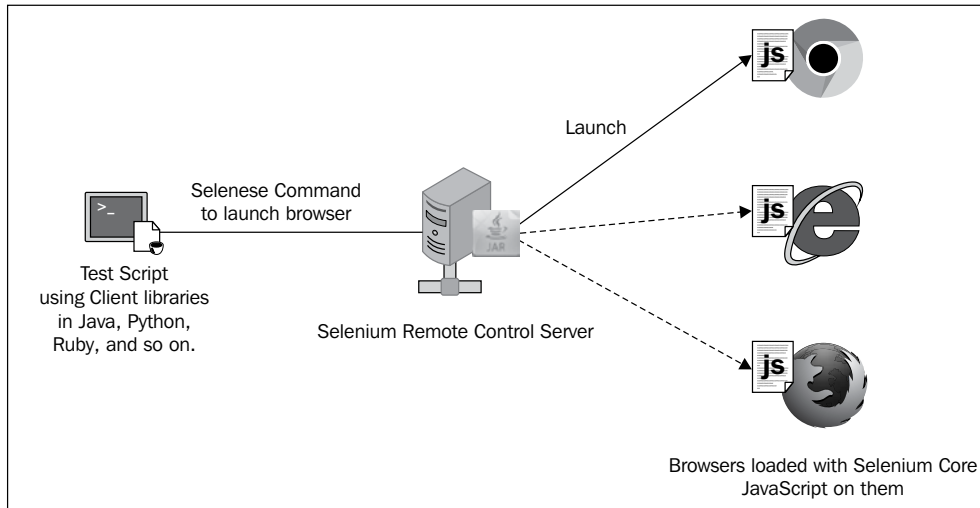 js
Launch
Selenese Command
to launch browser
>_
js
JAR
Test Script
using Client libraries
in Java, Python,
Ruby, and so on.
Selenium Remote Control Server
js
Browsers loaded with Selenium Core
JavaScript on them